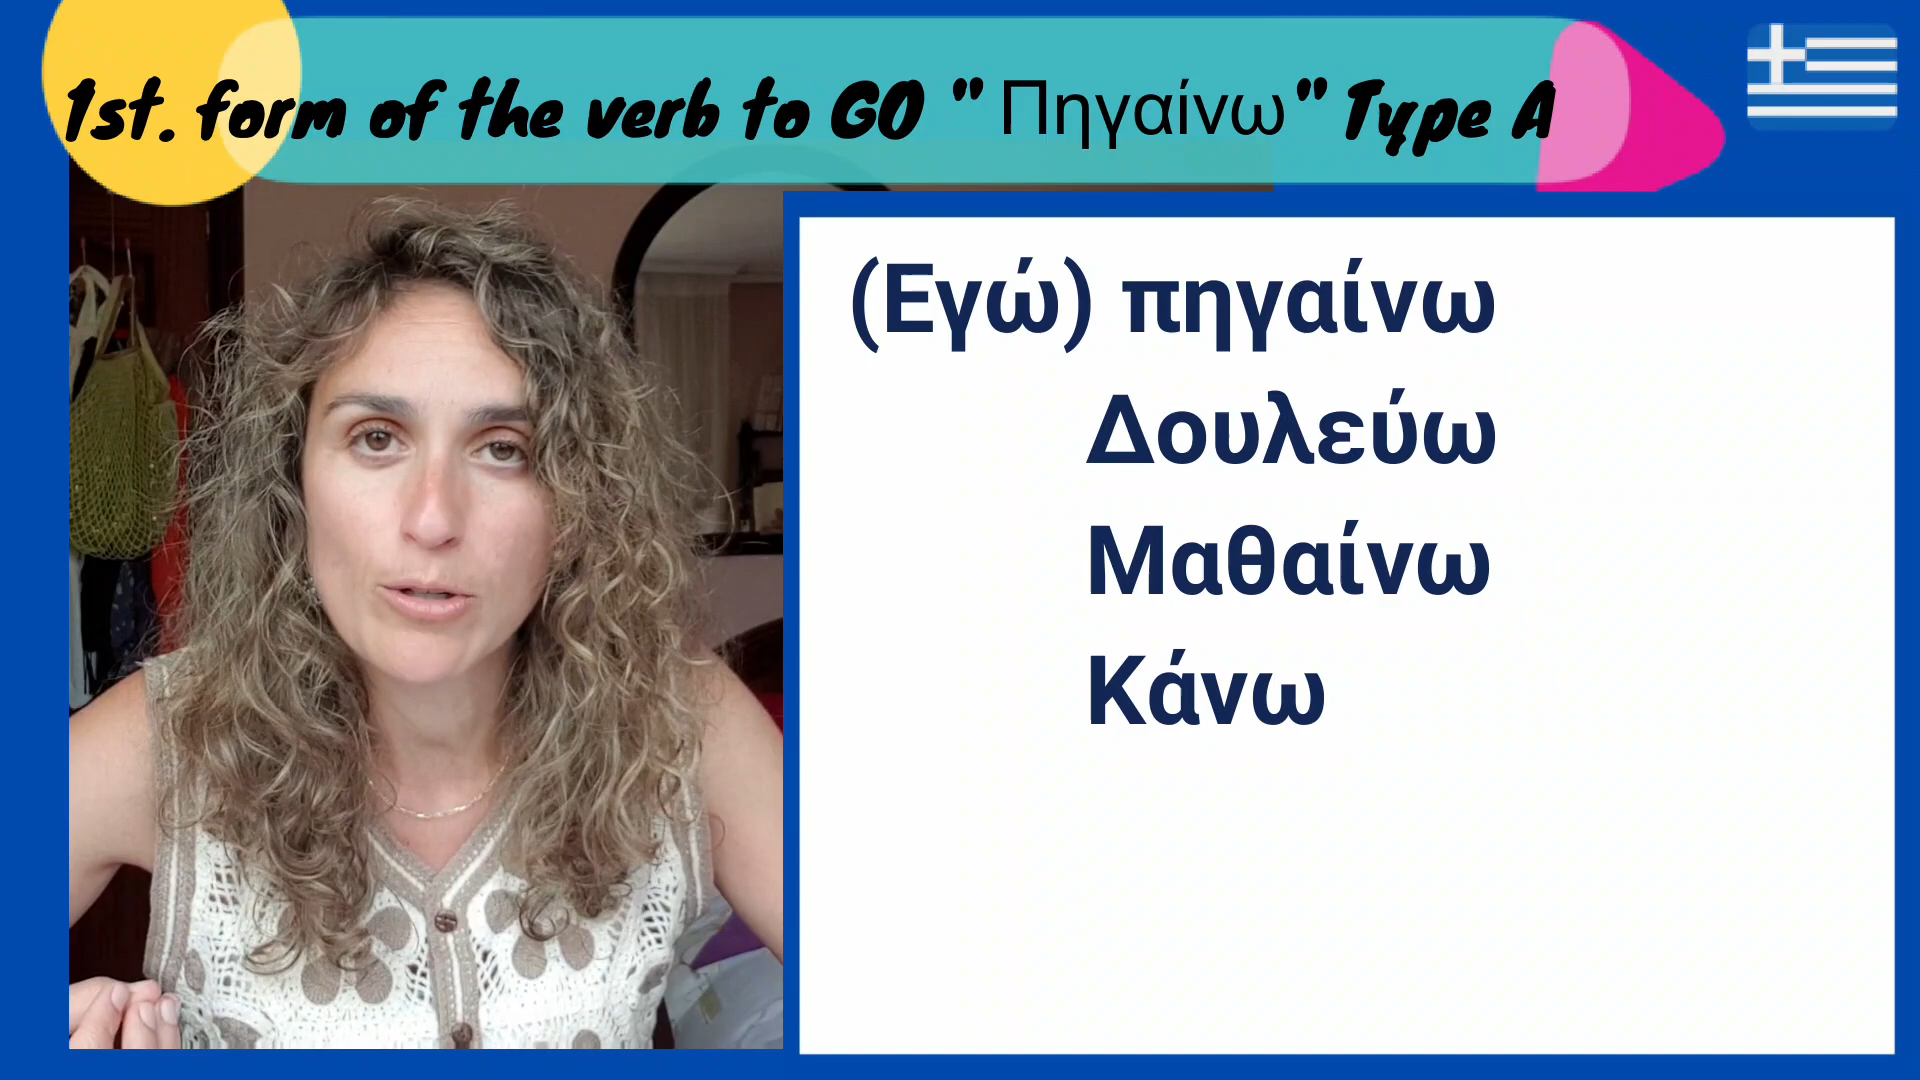 1st. form of the verb to GO " Πηγαίνω" Type A
(Εγώ) πηγαίνω
Δουλεύω
Μαθαίνω
Κάνω